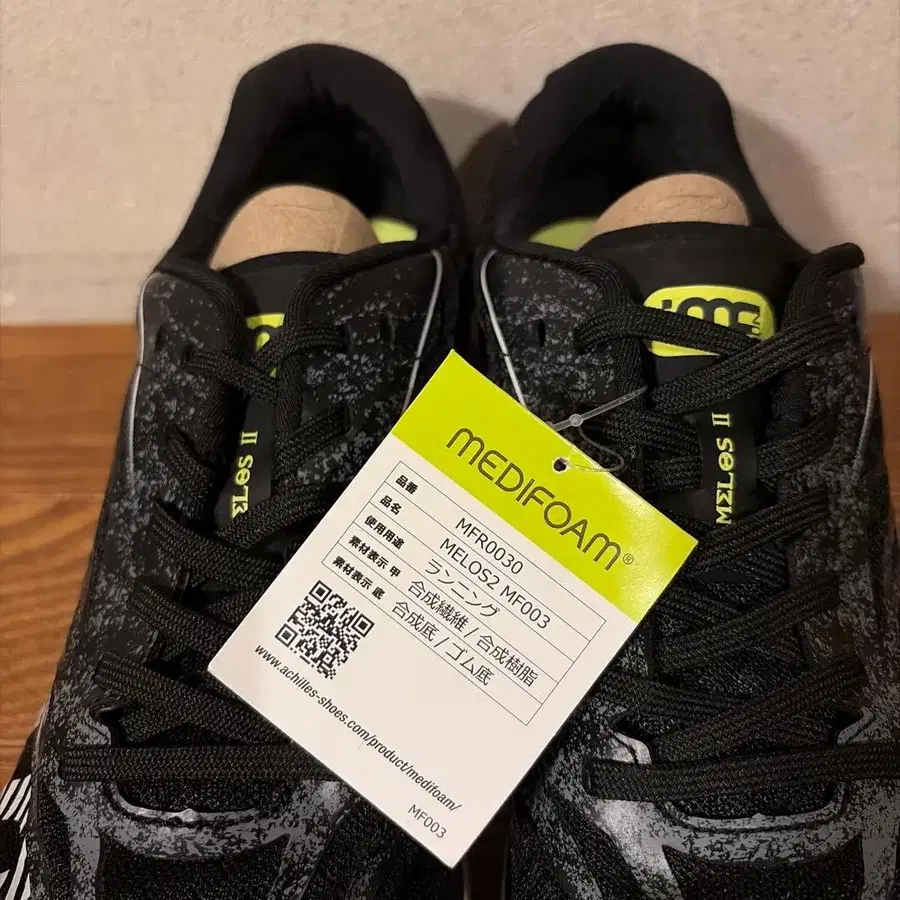 MEDIFOAM®
品番 MFR0030
品名 MELOS2 MF003
使用用途 ランニング
素材表示 甲 合成繊維 / 合成樹脂
素材表示 底 合成底 / ゴム底
www.achilles-shoes.com/product/medifoam/
MF003
MΣLOS II
MΣLOS II